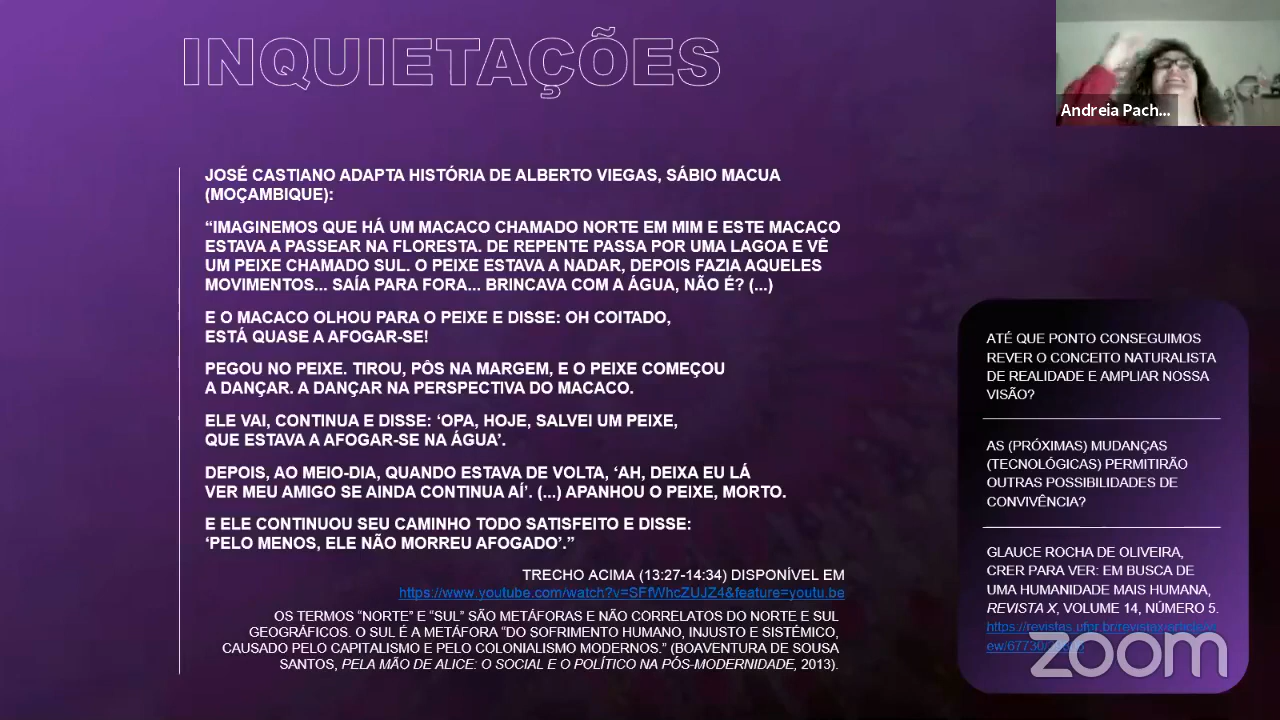 INQUIETAÇÕES
Andreia Pach...
JOSÉ CASTIANO ADAPTA HISTÓRIA DE ALBERTO VIEGAS, SÁBIO MACUA
(MOÇAMBIQUE):
“IMAGINEMOS QUE HÁ UM MACACO CHAMADO NORTE EM MIM E ESTE MACACO
ESTAVA A PASSEAR NA FLORESTA. DE REPENTE PASSA POR UMA LAGOA E VÊ
UM PEIXE CHAMADO SUL. O PEIXE ESTAVA A NADAR, DEPOIS FAZIA AQUELES
MOVIMENTOS... SAÍA PARA FORA... BRINCAVA COM A ÁGUA, NÃO É? (...)
E O MACACO OLHOU PARA O PEIXE E DISSE: OH COITADO,
ESTÁ QUASE A AFOGAR-SE!
PEGOU NO PEIXE. TIROU, PÔS NA MARGEM, E O PEIXE COMEÇOU
A DANÇAR. A DANÇAR NA PERSPECTIVA DO MACACO.
ELE VAI, CONTINUA E DISSE: ‘OPA, HOJE, SALVEI UM PEIXE,
QUE ESTAVA A AFOGAR-SE NA ÁGUA’.
DEPOIS, AO MEIO-DIA, QUANDO ESTAVA DE VOLTA, ‘AH, DEIXA EU LÁ
VER MEU AMIGO SE AINDA CONTINUA AÍ’. (...) APANHOU O PEIXE, MORTO.
E ELE CONTINUOU SEU CAMINHO TODO SATISFEITO E DISSE:
‘PELO MENOS, ELE NÃO MORREU AFOGADO’.”
TRECHO ACIMA (13:27-14:34) DISPONÍVEL EM
https://www.youtube.com/watch?v=SFfWhcZUJZ4&feature=youtu.be
OS TERMOS “NORTE” E “SUL” SÃO METÁFORAS E NÃO CORRELATOS DO NORTE E SUL
GEOGRÁFICOS. O SUL É A METÁFORA “DO SOFRIMENTO HUMANO, INJUSTO E SISTÉMICO,
CAUSADO PELO CAPITALISMO E PELO COLONIALISMO MODERNOS.” (BOAVENTURA DE SOUSA
SANTOS, PELA MÃO DE ALICE: O SOCIAL E O POLÍTICO NA PÓS-MODERNIDADE, 2013).
ATÉ QUE PONTO CONSEGUIMOS
REVER O CONCEITO NATURALISTA
DE REALIDADE E AMPLIAR NOSSA
VISÃO?
AS (PRÓXIMAS) MUDANÇAS
(TECNOLÓGICAS) PERMITIRÃO
OUTRAS POSSIBILIDADES DE
CONVIVÊNCIA?
GLAUCE ROCHA DE OLIVEIRA,
CRER PARA VER: EM BUSCA DE
UMA HUMANIDADE MAIS HUMANA,
REVISTA X, VOLUME 14, NÚMERO 5.
zoom